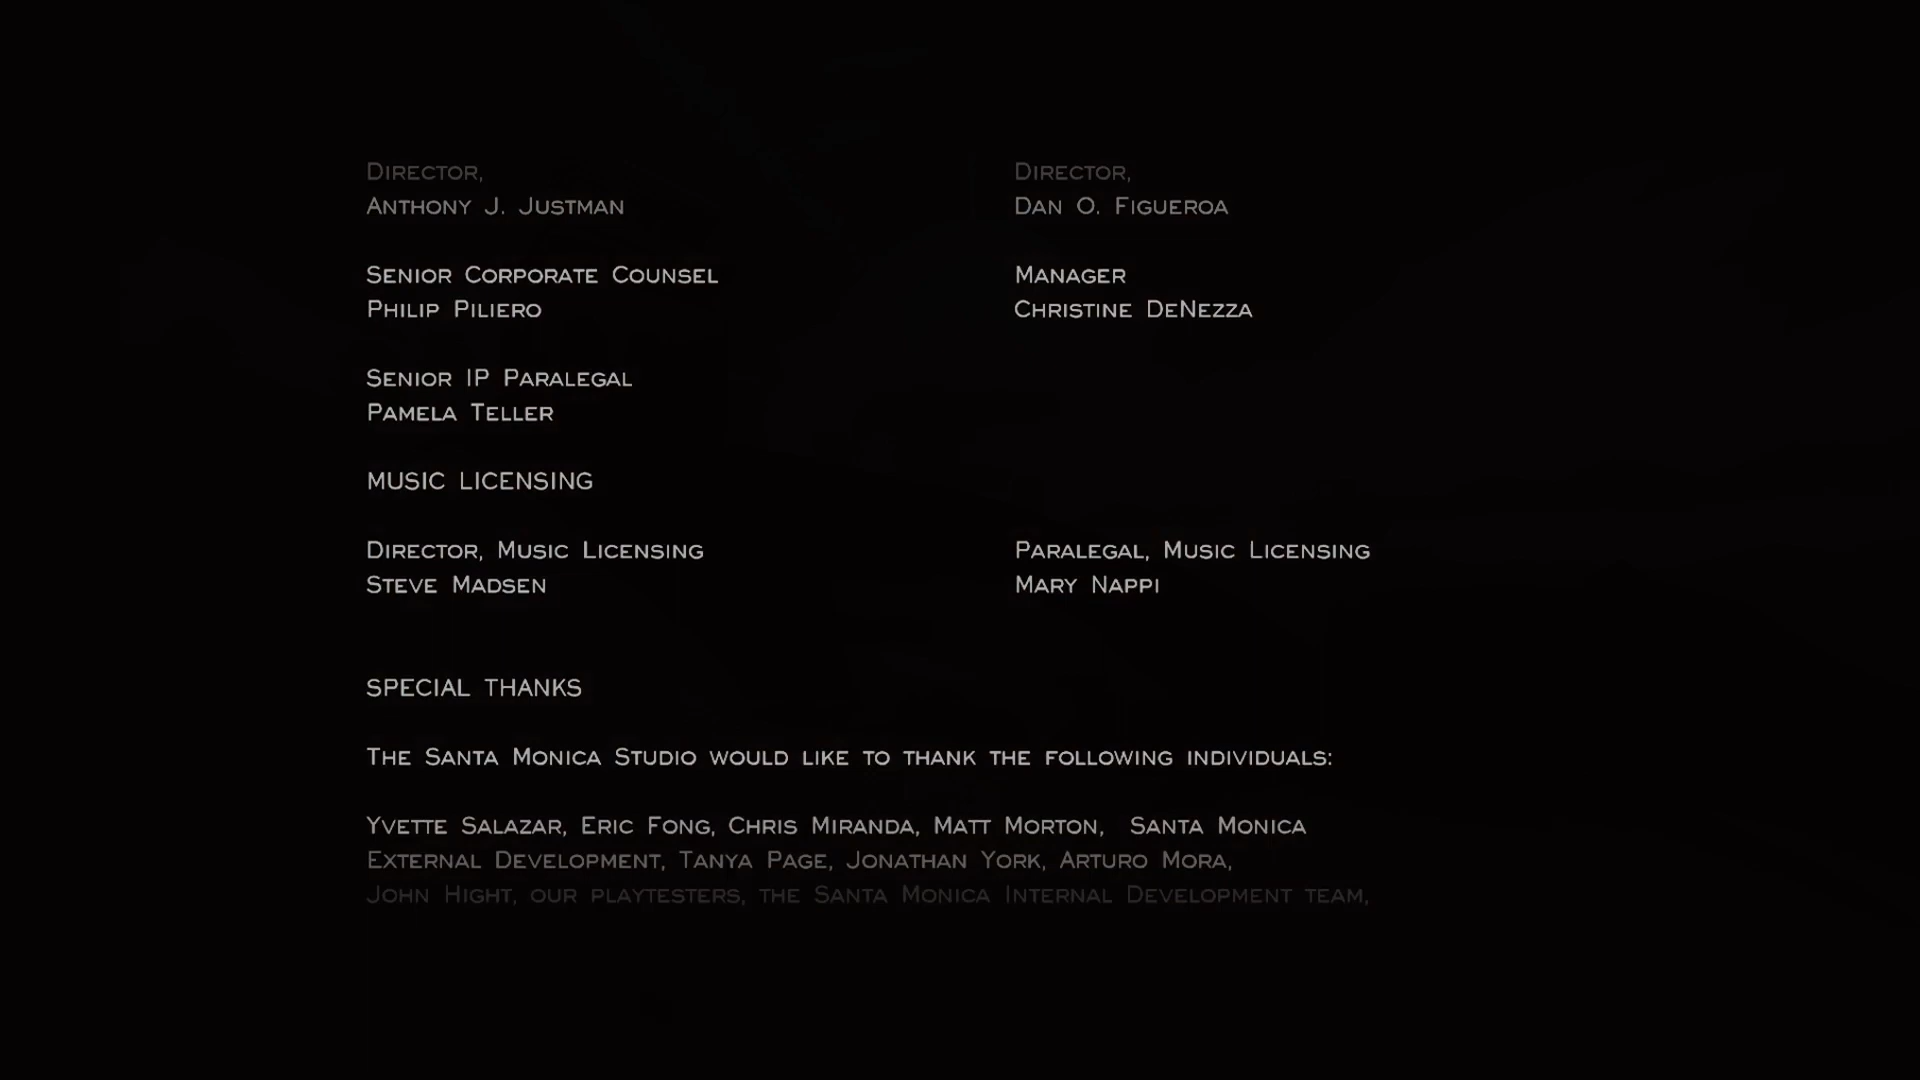 Director,
Anthony J. Justman
Director,
Dan O. Figueroa
Senior Corporate Counsel
Philip Piliero
Manager
Christine DeNezza
Senior IP Paralegal
Pamela Teller
MUSIC LICENSING
Director, Music Licensing
Steve Madsen
Paralegal, Music Licensing
Mary Nappi
SPECIAL THANKS
The Santa Monica Studio would like to thank the following individuals:
Yvette Salazar, Eric Fong, Chris Miranda, Matt Morton, Santa Monica
External Development, Tanya Page, Jonathan York, Arturo Mora,
John Hight, our playtesters, the Santa Monica Internal Development team,